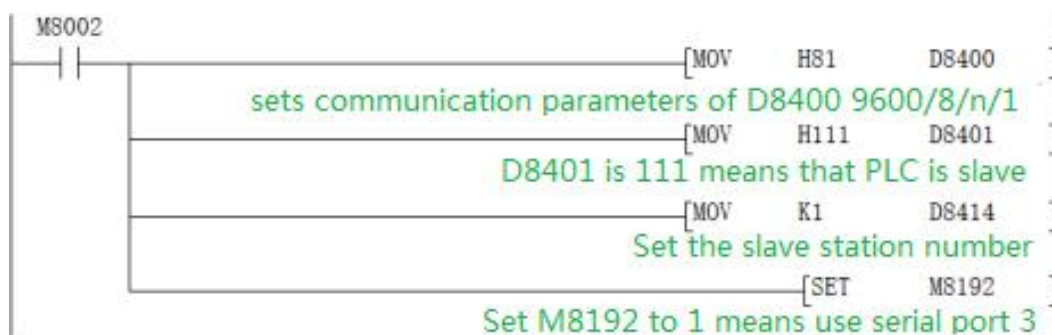 M8002
[MOV H81 D8400
sets communication parameters of D8400 9600/8/n/1
[MOV H111 D8401
D8401 is 111 means that PLC is slave
[MOV K1 D8414
Set the slave station number
[SET M8192
Set M8192 to 1 means use serial port 3